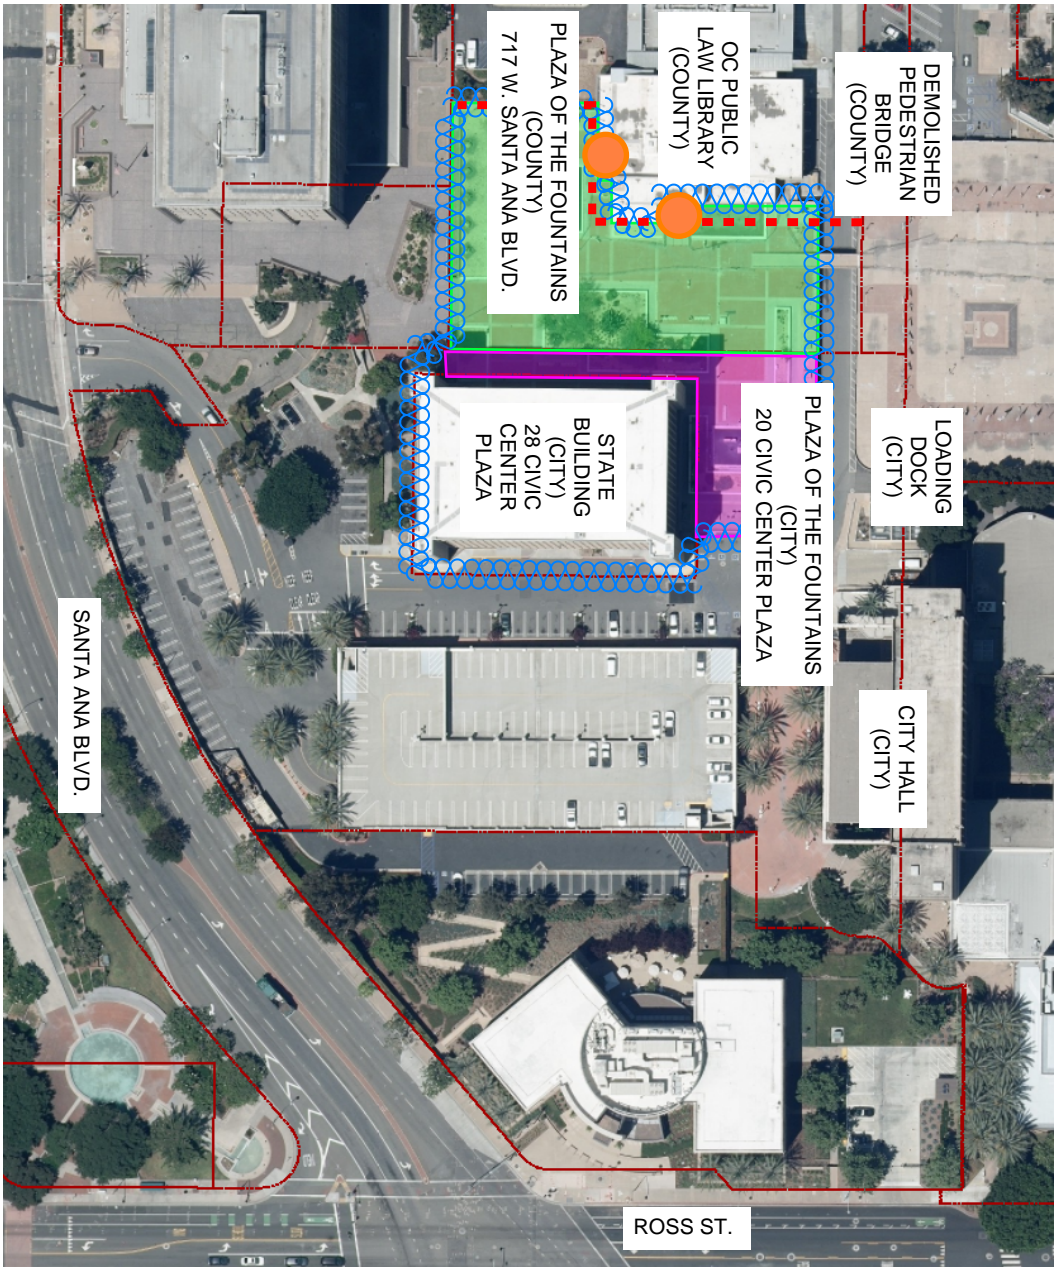 PLAZA OF THE FOUNTAINS
(COUNTY)
717 W. SANTA ANA BLVD.
OC PUBLIC
LAW LIBRARY
(COUNTY)
DEMOLISHED
PEDESTRIAN
BRIDGE
(COUNTY)
STATE
BUILDING
(CITY)
28 CIVIC
CENTER
PLAZA
PLAZA OF THE FOUNTAINS
(CITY)
20 CIVIC CENTER PLAZA
LOADING
DOCK
(CITY)
SANTA ANA BLVD.
CITY HALL
(CITY)
ROSS ST.